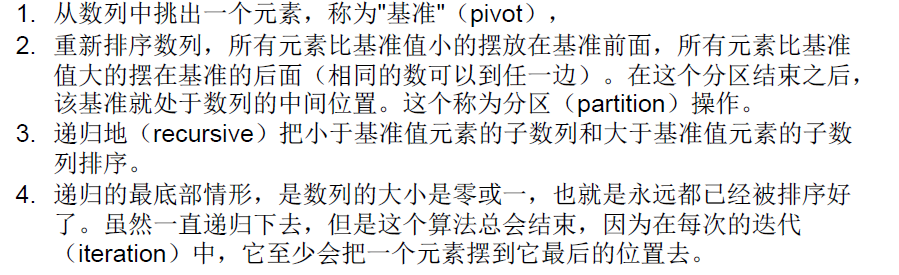 1. 从数列中挑出一个元素，称为"基准"（pivot），
2. 重新排序数列，所有元素比基准值小的摆放在基准前面，所有元素比基准
值大的摆在基准的后面（相同的数可以到任一边）。在这个分区结束之后，
该基准就处于数列的中间位置。这个称为分区（partition）操作。
3. 递归地（recursive）把小于基准值元素的子数列和大于基准值元素的子数
列排序。
4. 递归的最底部情形，是数列的大小是零或一，也就是永远都已经被排序好
了。虽然一直递归下去，但是这个算法总会结束，因为在每次的迭代
（iteration）中，它至少会把一个元素摆到它最后的位置去。